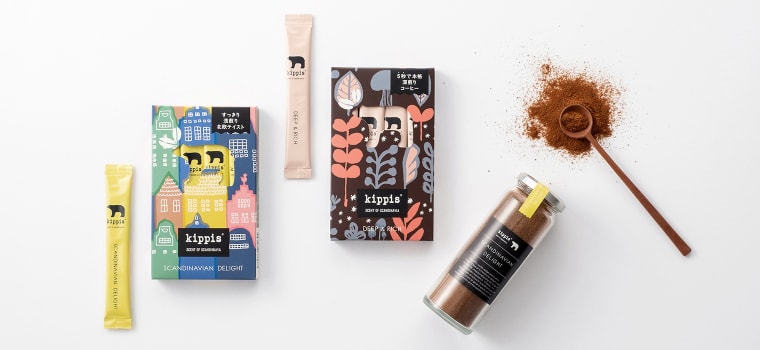 kippis
SCANDINAVIAN DELIGHT
すっきり
浅煎り
北欧テイスト
kippis®
SCENT OF SCANDINAVIA
SCANDINAVIAN DELIGHT
kippis
DEEP & RICH
5秒で本格
深煎り
コーヒー
kippis®
SCENT OF SCANDINAVIA
DEEP & RICH
kippis
SCANDINAVIAN
DELIGHT